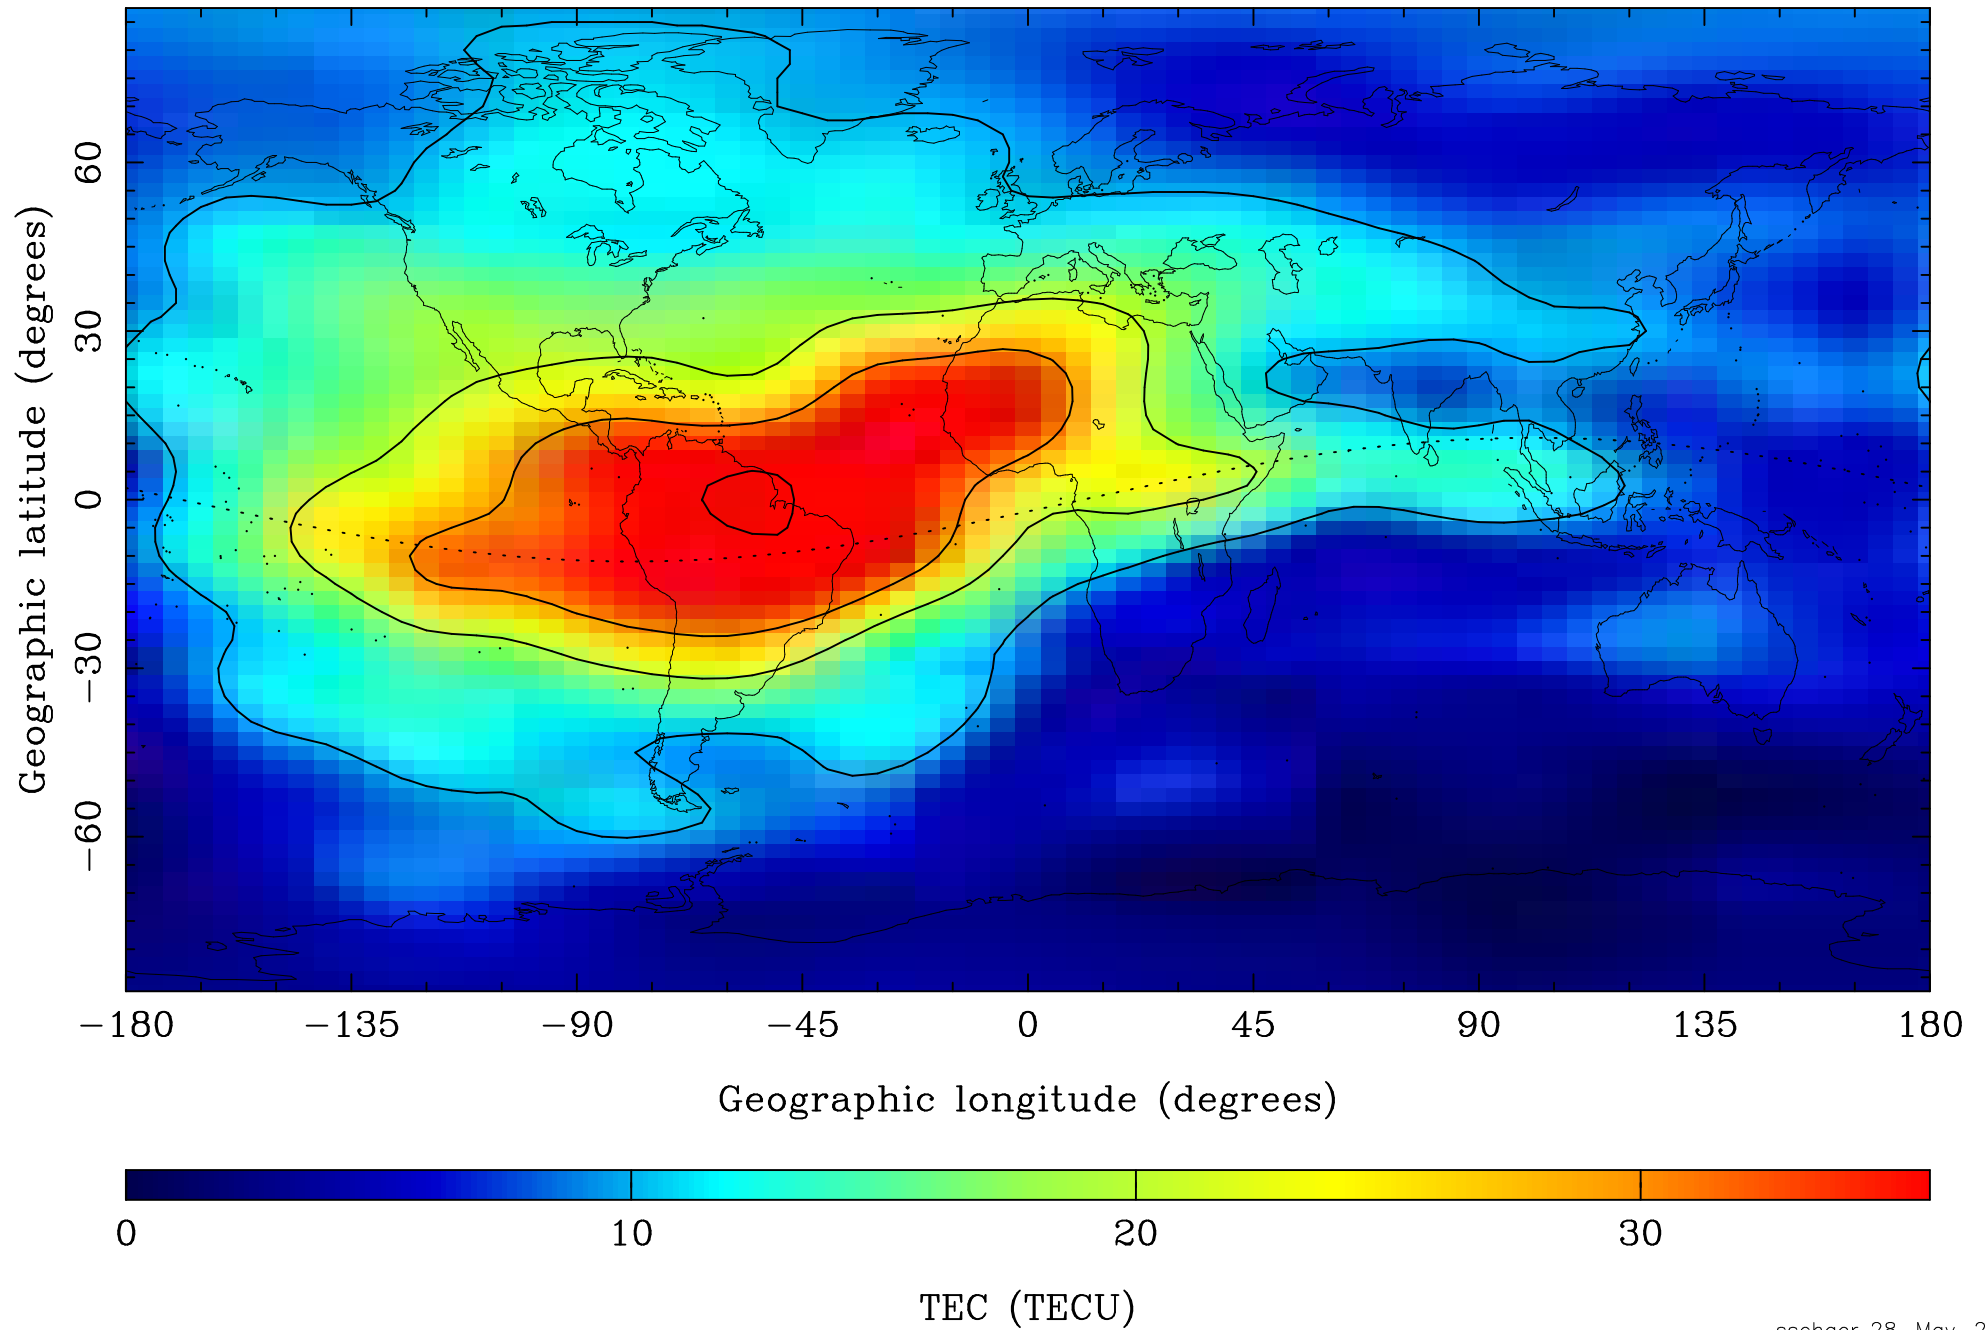 Geographic latitude (degrees)
60
30
0
−30
−60
−180 −135 −90 −45 0 45 90 135 180
Geographic longitude (degrees)
0 10 20 30
TEC (TECU)